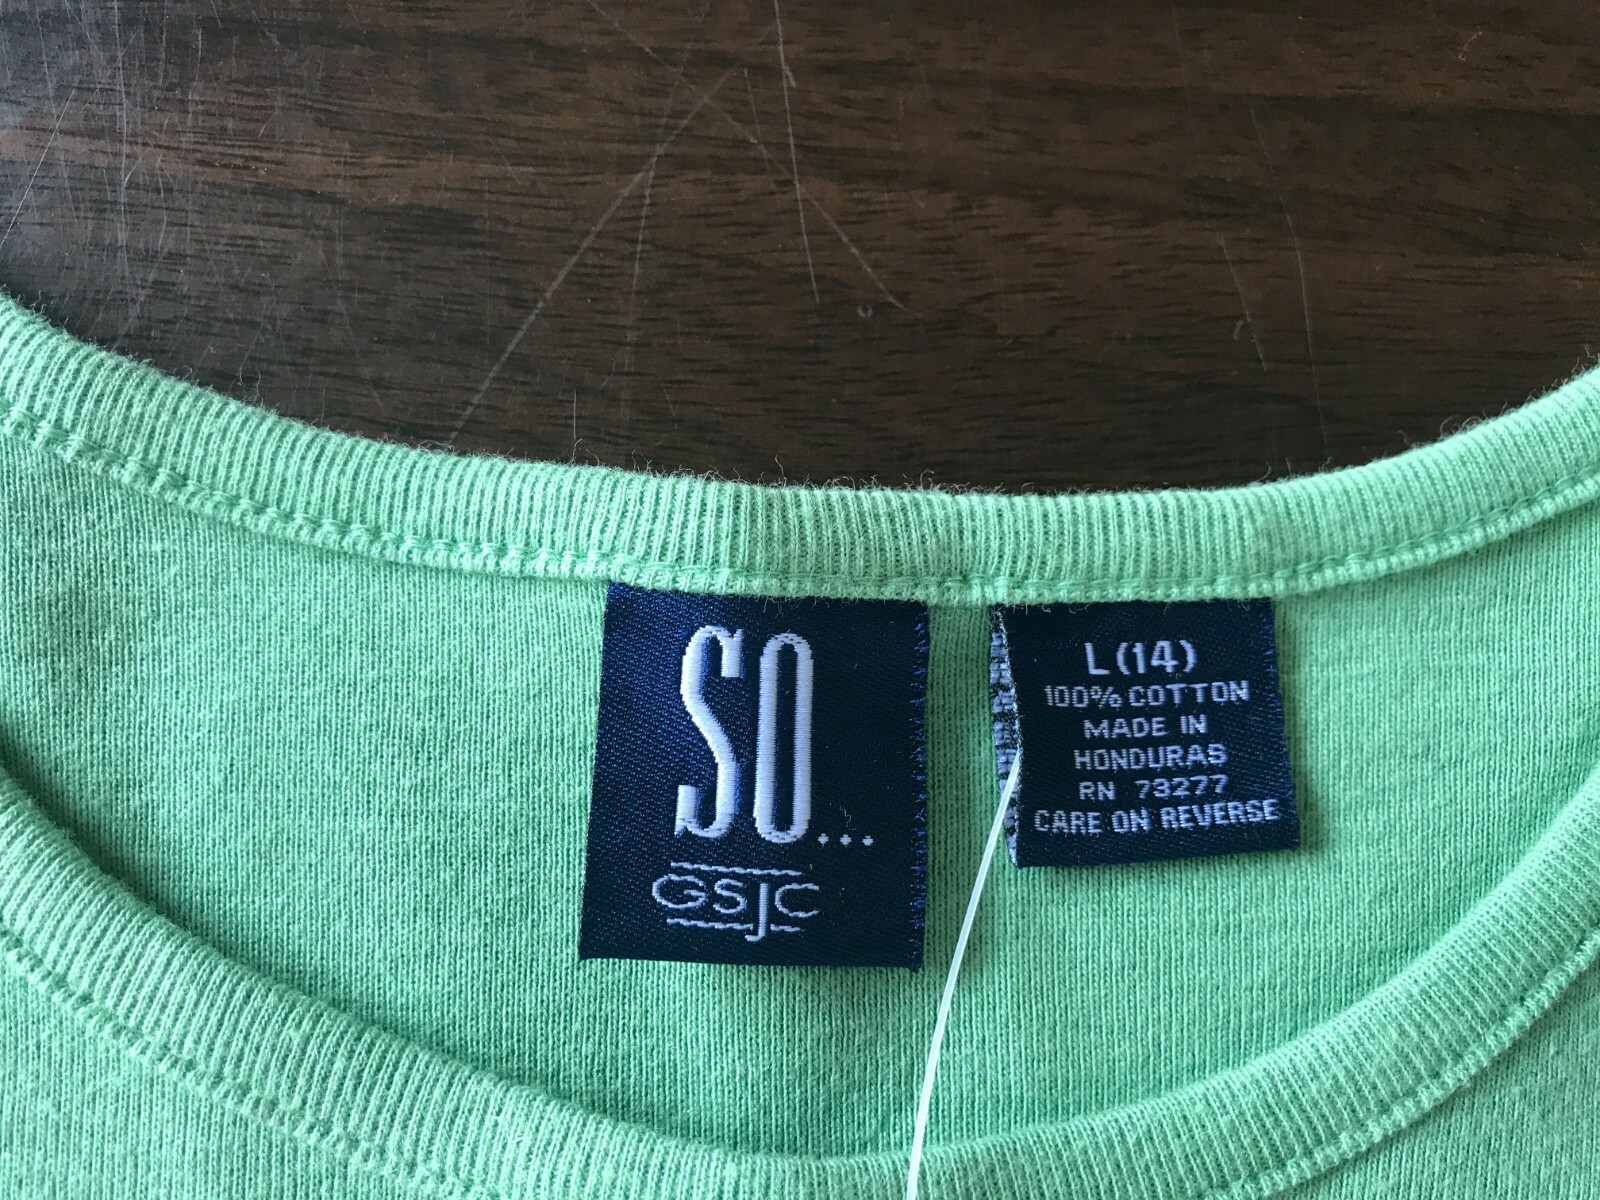 SO...
GSJC
L (14)
100% COTTON
MADE IN
HONDURAS
RN 73277
CARE ON REVERSE